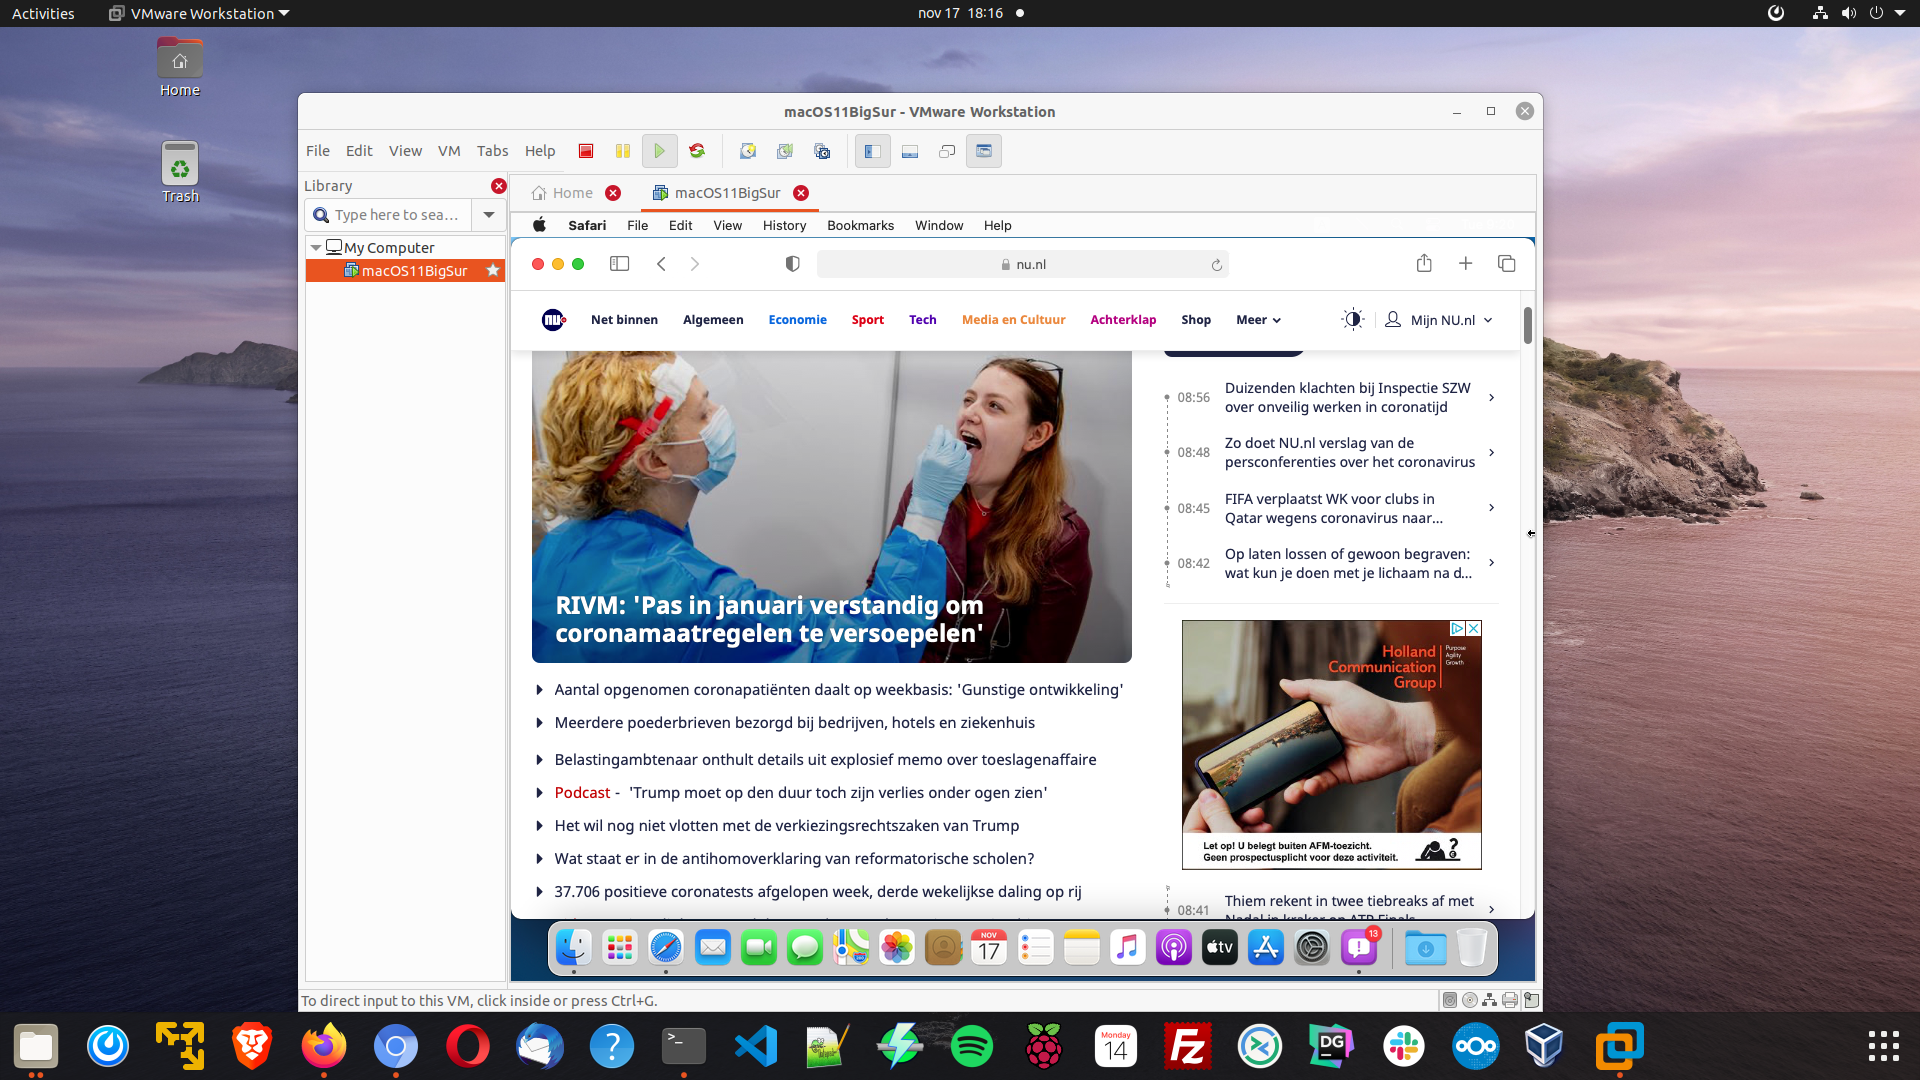 Activities
VMware Workstation
nov 17 18:16
Home
Trash
macOS11BigSur - VMware Workstation
File Edit View VM Tabs Help
Library
Type here to sea...
My Computer
macOS11BigSur
Home
macOS11BigSur
Safari File Edit View History Bookmarks Window Help
nu.nl
NU
Net binnen Algemeen Economie Sport Tech Media en Cultuur Achterklap Shop Meer
Mijn NU.nl
RIVM: 'Pas in januari verstandig om
coronamaatregelen te versoepelen'
Aantal opgenomen coronapatiënten daalt op weekbasis: 'Gunstige ontwikkeling'
Meerdere poederbrieven bezorgd bij bedrijven, hotels en ziekenhuis
Belastingambtenaar onthult details uit explosief memo over toeslagenaffaire
Podcast - 'Trump moet op den duur toch zijn verlies onder ogen zien'
Het wil nog niet vlotten met de verkiezingsrechtszaken van Trump
Wat staat er in de antihomoverklaring van reformatorische scholen?
37.706 positieve coronatests afgelopen week, derde wekelijkse daling op rij
08:56 Duizenden klachten bij Inspectie SZW
over onveilig werken in coronatijd
08:48 Zo doet NU.nl verslag van de
persconferenties over het coronavirus
08:45 FIFA verplaatst WK voor clubs in
Qatar wegens coronavirus naar...
08:42 Op laten lossen of gewoon begraven:
wat kun je doen met je lichaam na d...
Holland
Communication
Group
Purpose
Agility
Growth
Let op! U belegt buiten AFM-toezicht.
Geen prospectusplicht voor deze activiteit.
08:41 Thiem rekent in twee tiebreaks af met
Nadal in kraker op ATP Finals
NOV
17
tv
13
To direct input to this VM, click inside or press Ctrl+G.
Monday
14
FZ
DG